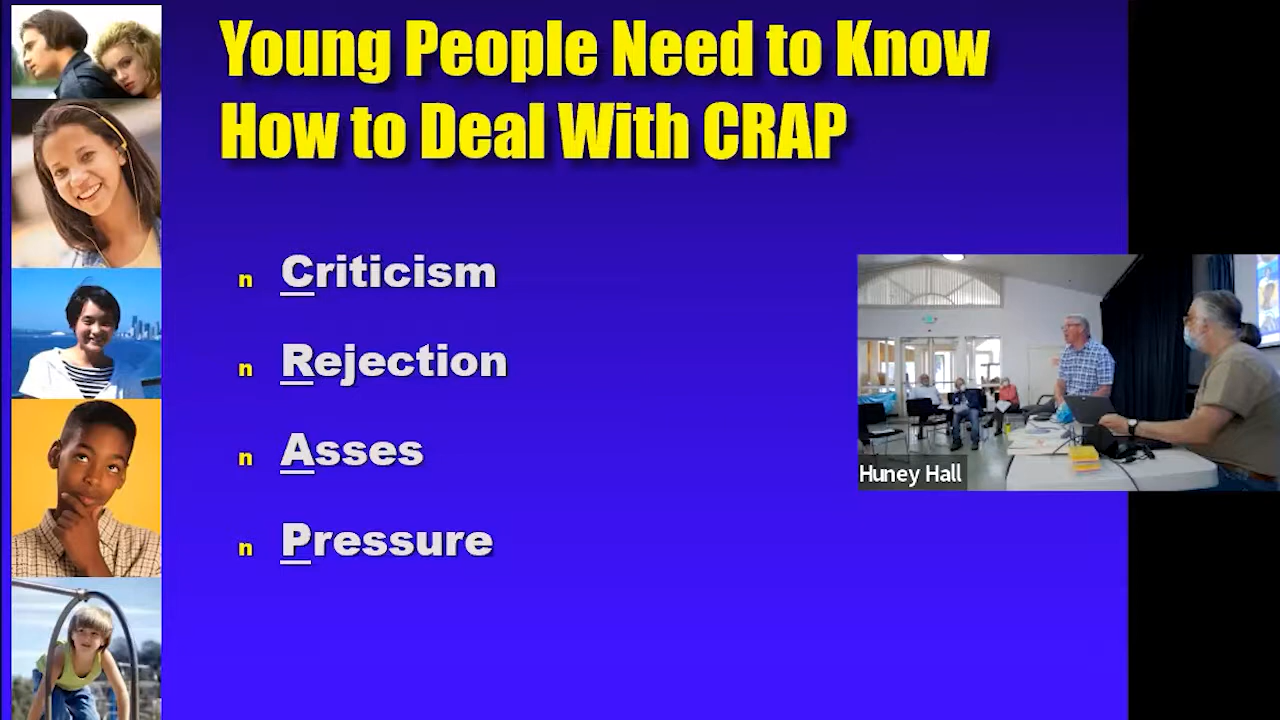 Young People Need to Know
How to Deal With CRAP
n Criticism
n Rejection
n Asses
n Pressure
Huney Hall